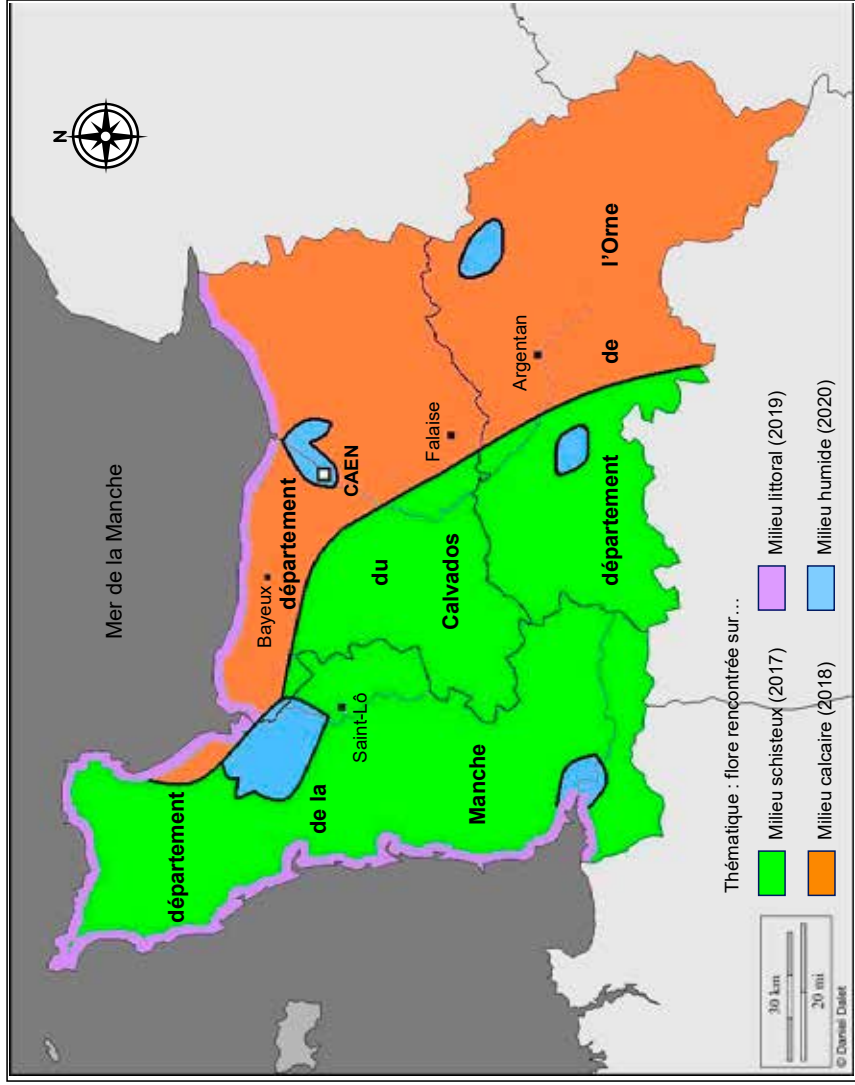 N
Mer de la Manche
Bayeux
département
CAEN
Falaise
du
Calvados
Saint-Lô
département
de la
Manche
Argentan
département
de
l'Orne
Thématique : flore rencontrée sur…
Milieu schisteux (2017)
Milieu littoral (2019)
Milieu calcaire (2018)
Milieu humide (2020)
30 km
20 mi
© Daniel Dalet